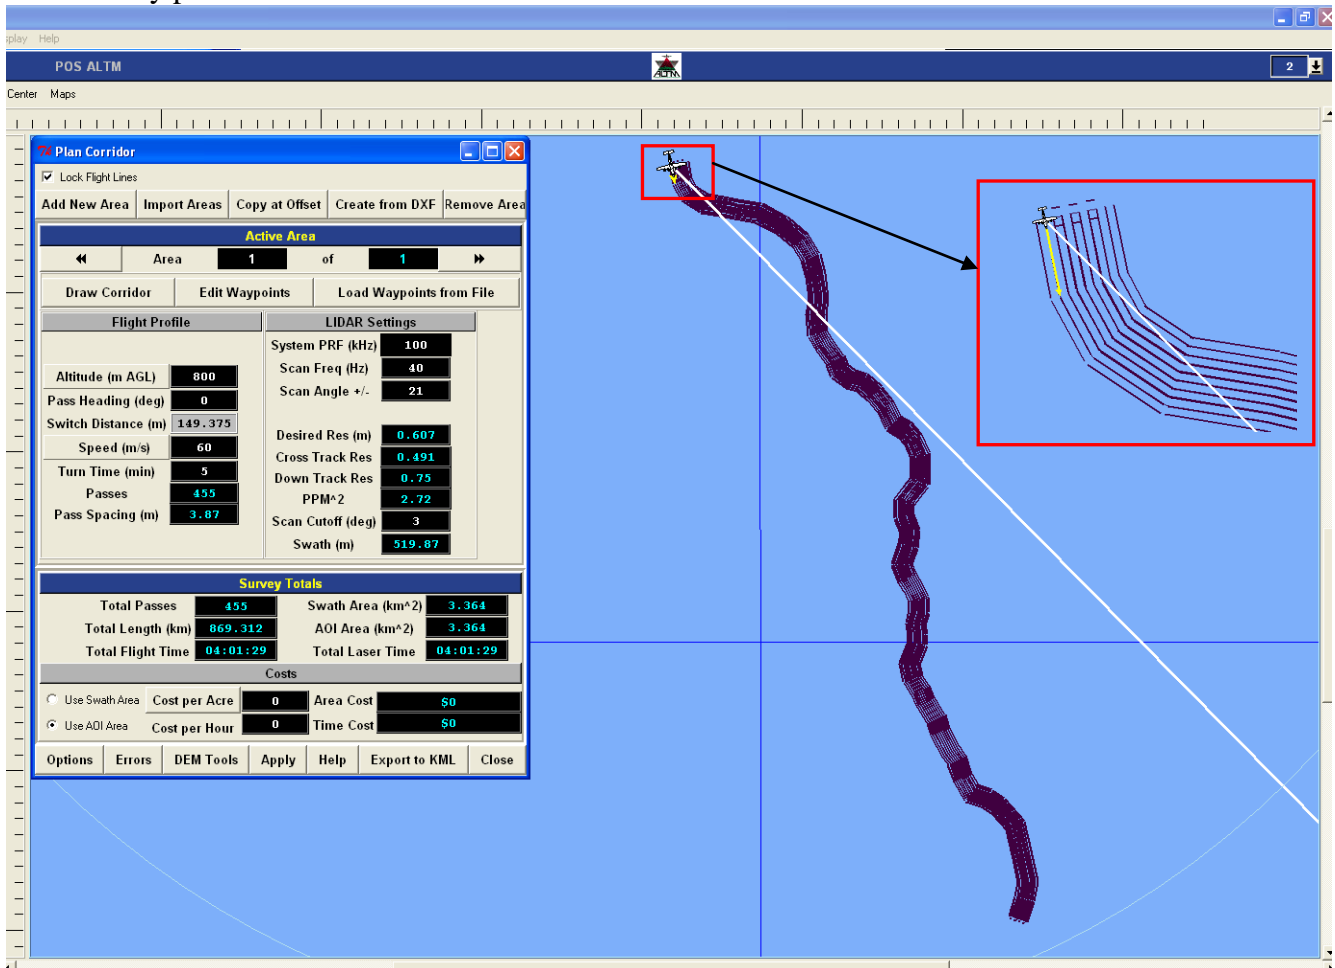 splay Help
POS ALTM
ALTM
2
Center Maps
Plan Corridor
Lock Flight Lines
Add New Area Import Areas Copy at Offset Create from DXF Remove Area
Active Area
Area 1 of 1
Draw Corridor Edit Waypoints Load Waypoints from File
Flight Profile LIDAR Settings
System PRF (kHz) 100
Altitude (m AGL) 800 Scan Freq (Hz) 40
Pass Heading (deg) 0 Scan Angle +/- 21
Switch Distance (m) 149.375
Speed (m/s) 60 Desired Res (m) 0.607
Turn Time (min) 5 Cross Track Res 0.491
Passes 455 Down Track Res 0.75
Pass Spacing (m) 3.87 PPM^2 2.72
Scan Cutoff (deg) 3
Swath (m) 519.87
Survey Totals
Total Passes 455 Swath Area (km^2) 3.364
Total Length (km) 869.312 AOI Area (km^2) 3.364
Total Flight Time 04:01:29 Total Laser Time 04:01:29
Costs
Use Swath Area Cost per Acre 0 Area Cost $0
Use AOI Area Cost per Hour 0 Time Cost $0
Options Errors DEM Tools Apply Help Export to KML Close